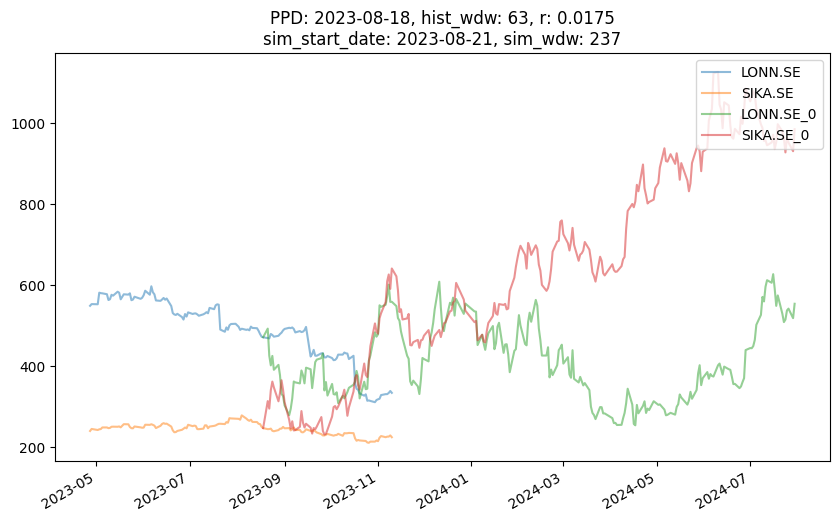 PPD: 2023-08-18, hist_wdw: 63, r: 0.0175
sim_start_date: 2023-08-21, sim_wdw: 237
LONN.SE
SIKA.SE
LONN.SE_0
SIKA.SE_0
1000
800
600
400
200
2023-05
2023-07
2023-09
2023-11
2024-01
2024-03
2024-05
2024-07